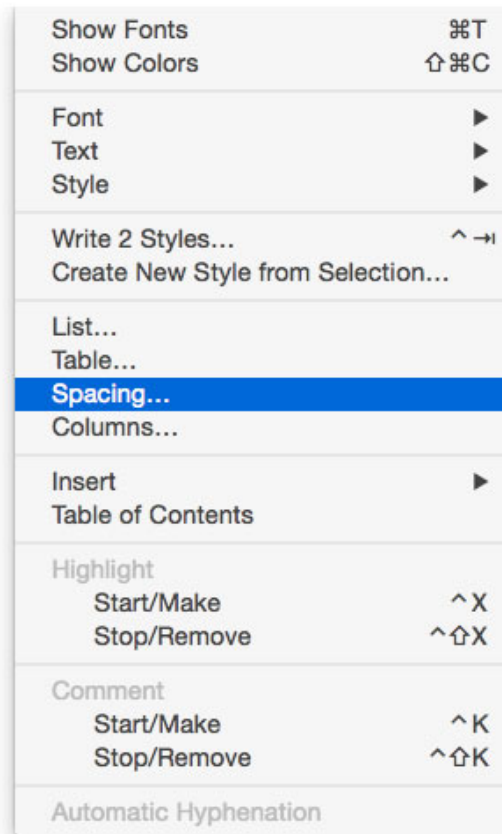 Show Fonts ⌘T
Show Colors ⇧⌘C
Font ▶
Text ▶
Style ▶
Write 2 Styles... ^⇥
Create New Style from Selection...
List...
Table...
Spacing...
Columns...
Insert ▶
Table of Contents
Highlight
Start/Make ^X
Stop/Remove ^⇧X
Comment
Start/Make ^K
Stop/Remove ^⇧K
Automatic Hyphenation